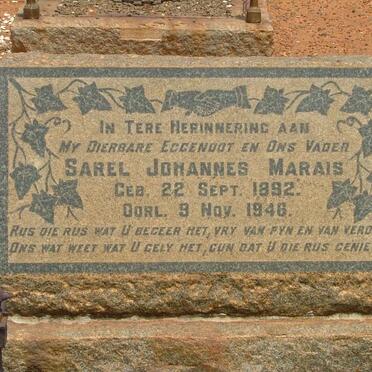 IN TERE HERINNERING AAN
MY DIERBARE EGGENOOT EN ONS VADER
SAREL JOHANNES MARAIS
GEB. 22 SEPT. 1892.
OORL. 9 NOV. 1946.
RUS DIE RUS WAT U BEGEER HET, VRY VAN PYN EN VAN VERD
ONS WAT WEET WAT U GELY HET, GUN DAT U DIE RUS GENIE